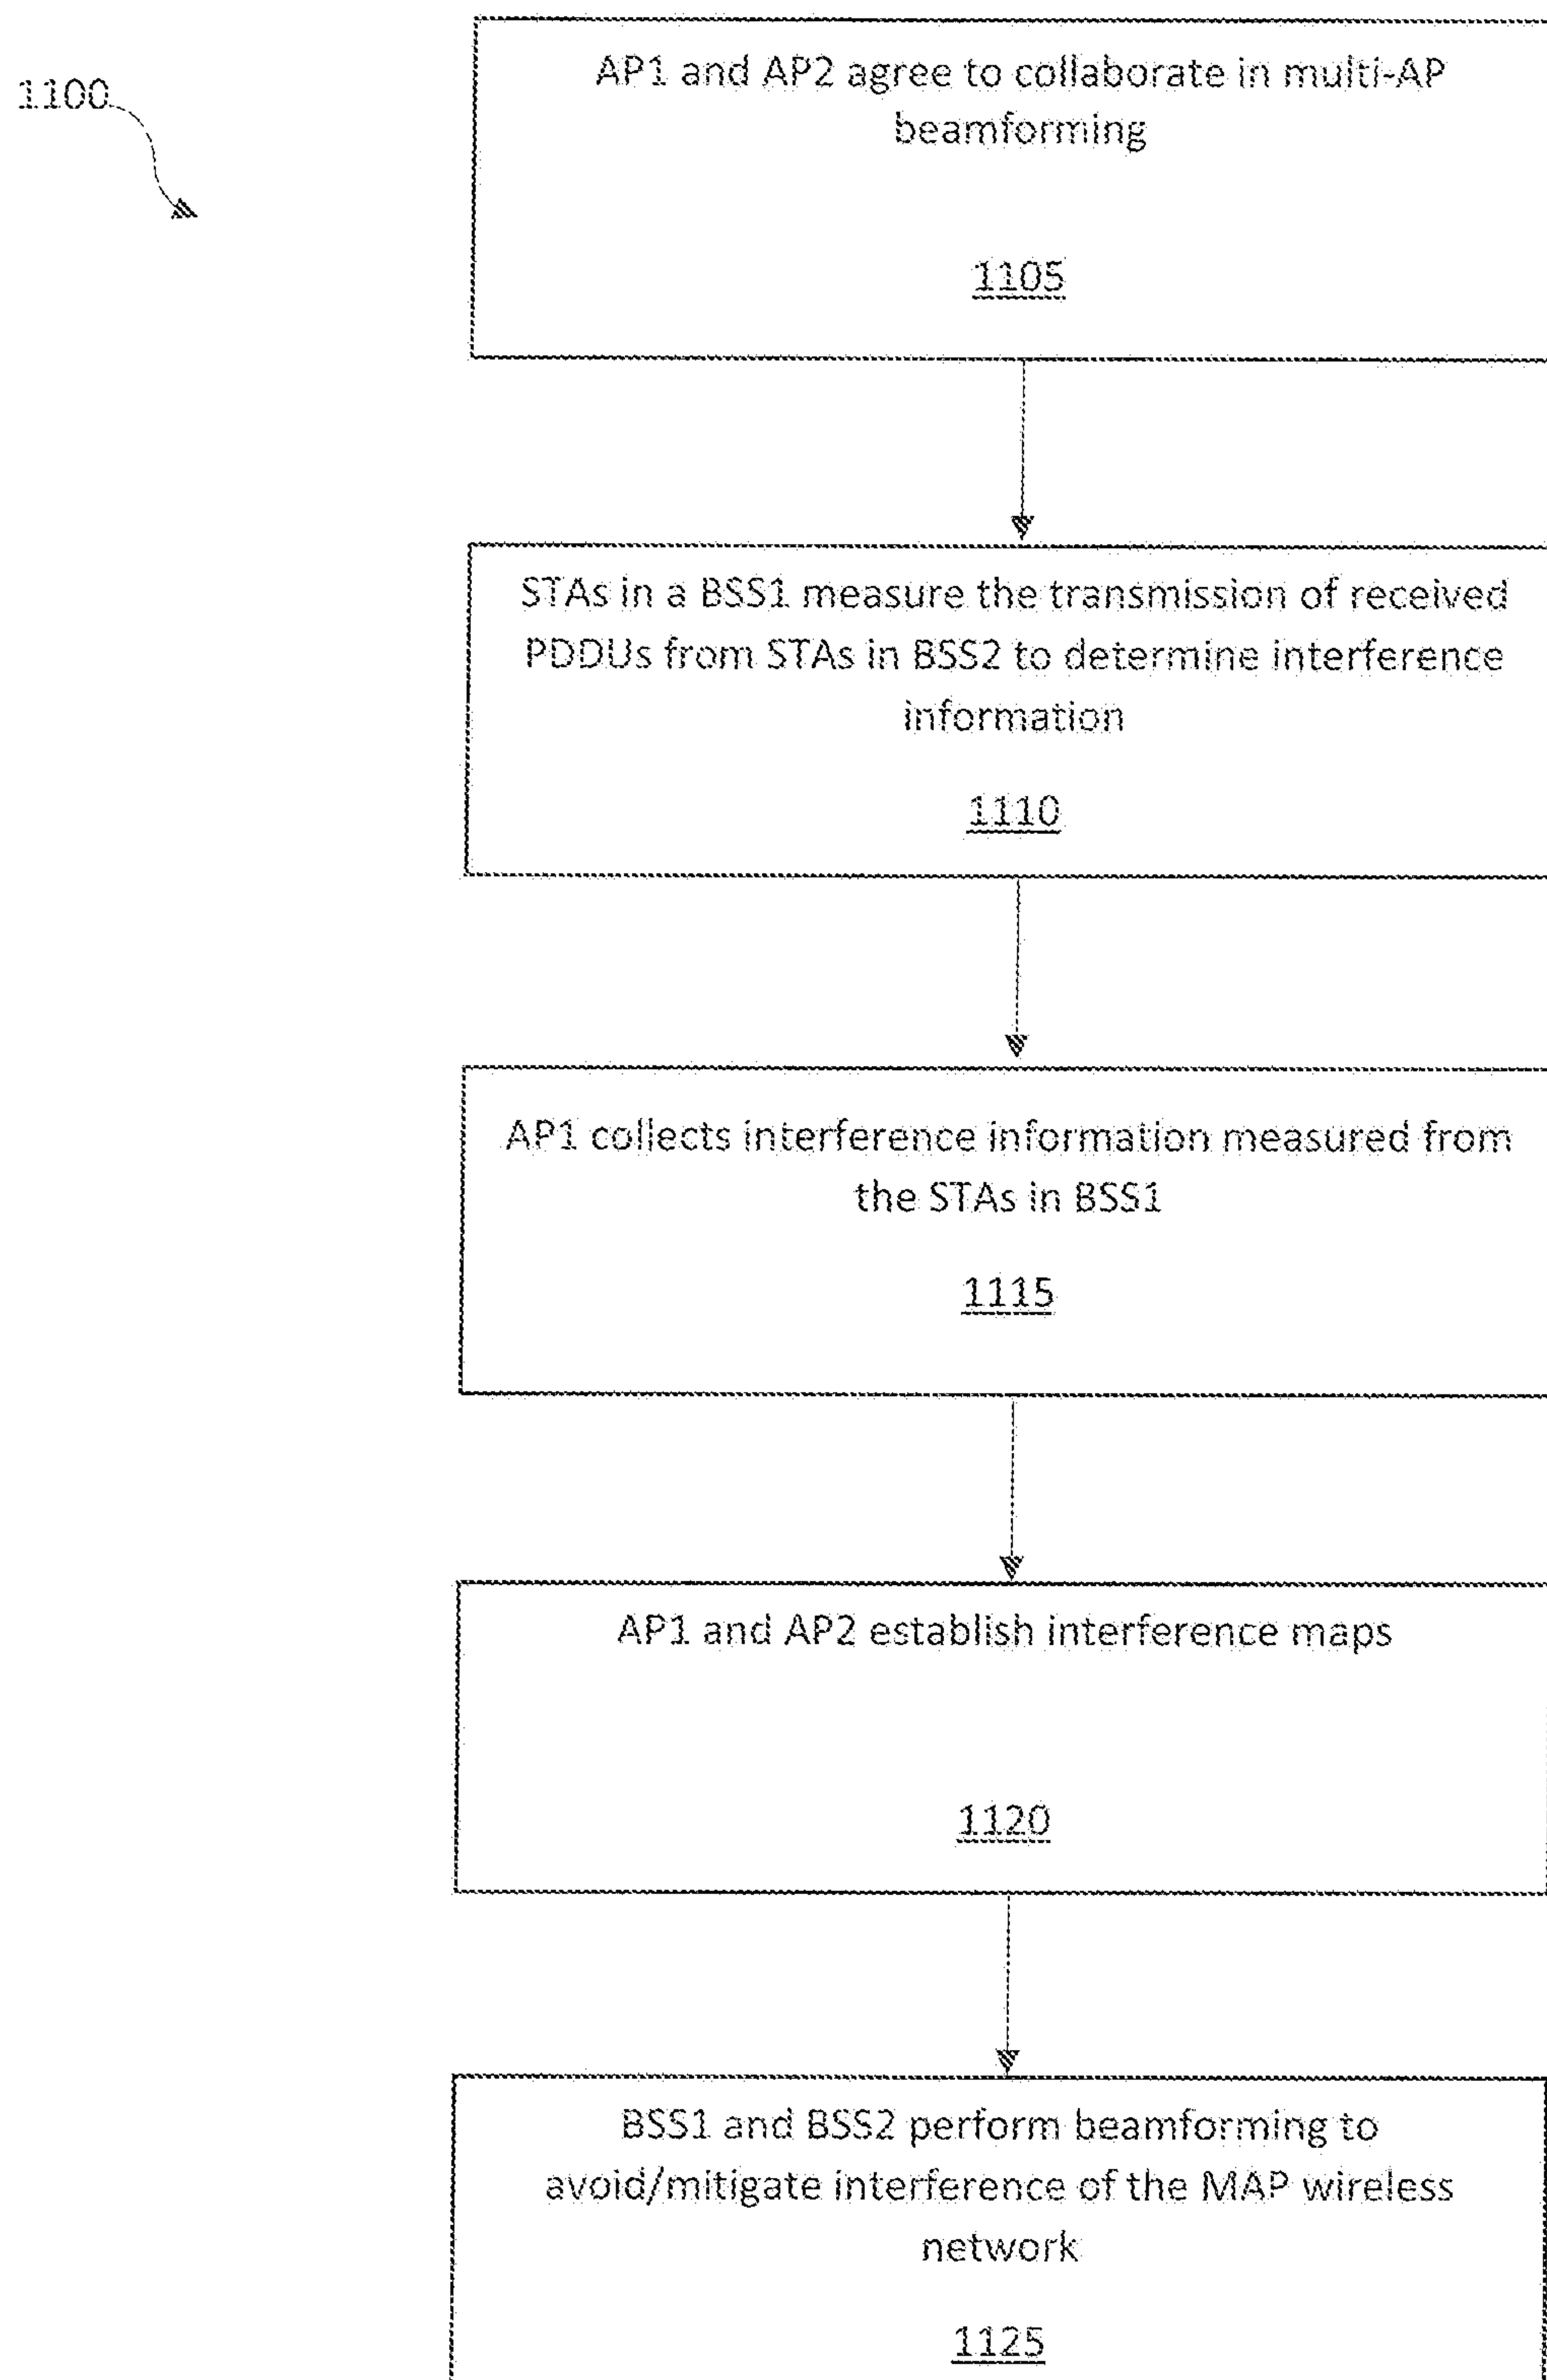 1100
AP1 and AP2 agree to collaborate in multi-AP
beamforming
1105
STAs in a BSS1 measure the transmission of received
PDDUs from STAs in BSS2 to determine interference
information
1110
AP1 collects interference information measured from
the STAs in BSS1
1115
AP1 and AP2 establish interference maps
1120
BSS1 and BSS2 perform beamforming to
avoid/mitigate interference of the MAP wireless
network
1125